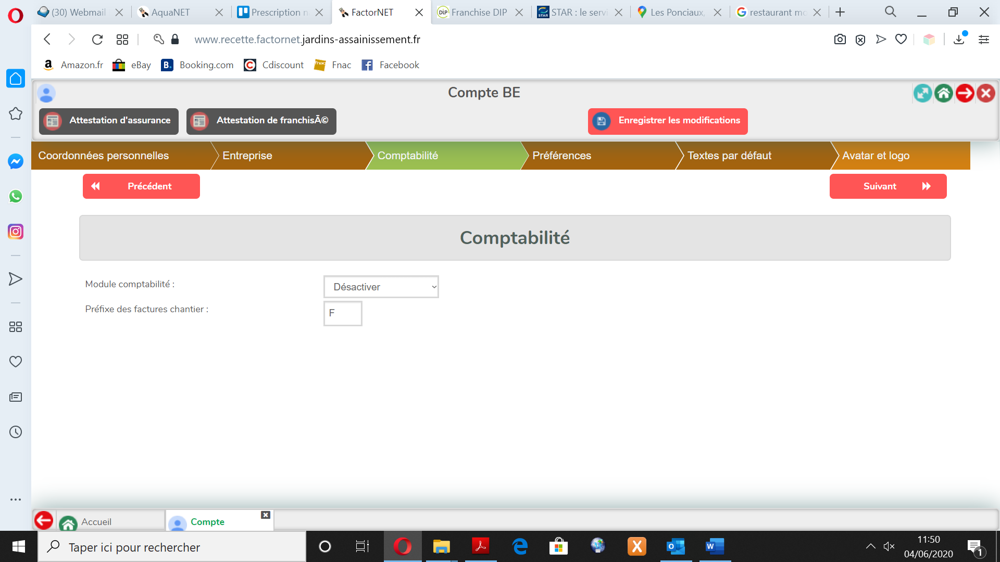 (30) Webmail
AquaNET
Prescription n
FactorNET
DIP Franchise DIP
STAR STAR : le servi
Les Ponciaux,
restaurant mo
www.recette.factornet.jardins-assainissement.fr
Amazon.fr
eBay
B. Booking.com
Cdiscount
fnac Fnac
Facebook
Compte BE
Attestation d'assurance
Attestation de franchisÃ©
Enregistrer les modifications
Coordonnées personnelles
Entreprise
Comptabilité
Préférences
Textes par défaut
Avatar et logo
Précédent
Suivant
Comptabilité
Module comptabilité :
Désactiver
Préfixe des factures chantier :
F
Accueil
Compte
Taper ici pour rechercher
11:50
04/06/2020
1